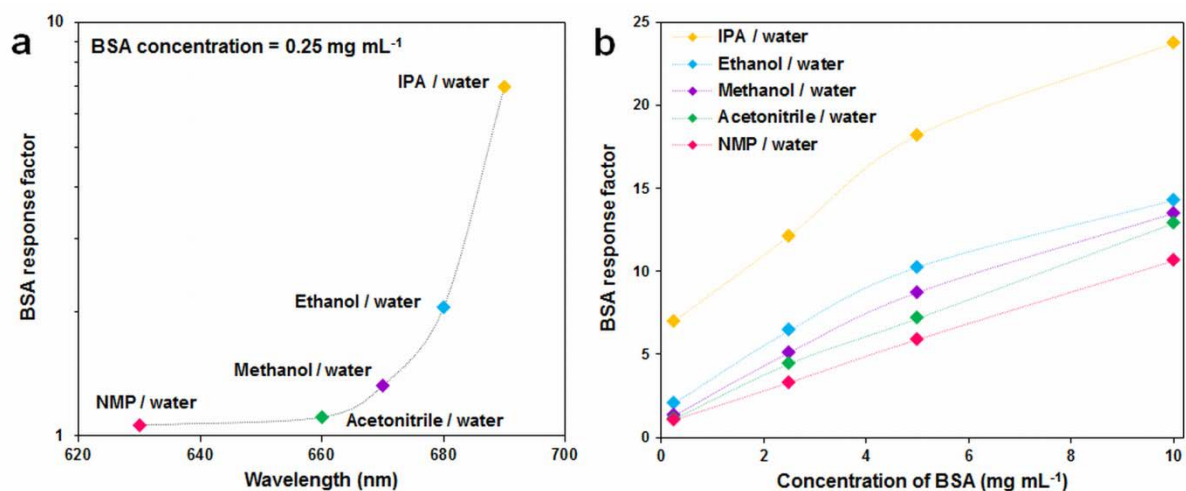 a
BSA concentration = 0.25 mg mL⁻¹
10
IPA / water
Ethanol / water
Methanol / water
NMP / water
Acetonitrile / water
1
BSA response factor
620 640 660 680 700
Wavelength (nm)
b
25
20
15
10
5
0
IPA / water
Ethanol / water
Methanol / water
Acetonitrile / water
NMP / water
BSA response factor
0 2 4 6 8 10
Concentration of BSA (mg mL⁻¹)